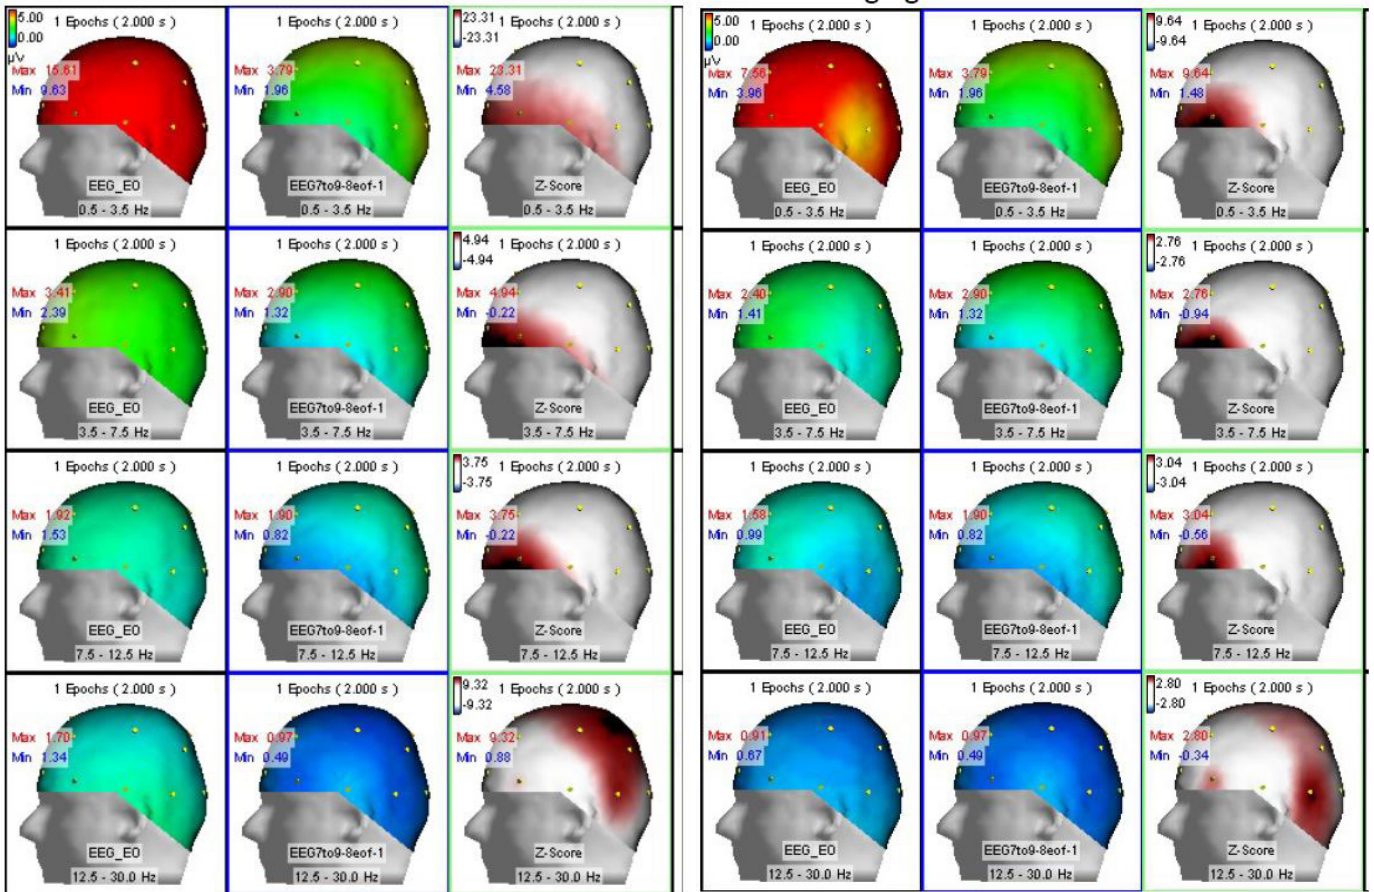 5.00
0.00
µV
1 Epochs ( 2.000 s )
Max 15.61
Min 9.63
EEG_EO
0.5 - 3.5 Hz
1 Epochs ( 2.000 s )
Max 3.79
Min 1.96
EEG7to9-8eof-1
0.5 - 3.5 Hz
23.31
-23.31
1 Epochs ( 2.000 s )
Max 23.31
Min 4.58
Z-Score
0.5 - 3.5 Hz
5.00
0.00
µV
1 Epochs ( 2.000 s )
Max 7.56
Min 3.96
EEG_EO
0.5 - 3.5 Hz
1 Epochs ( 2.000 s )
Max 3.79
Min 1.96
EEG7to9-8eof-1
0.5 - 3.5 Hz
9.64
-9.64
1 Epochs ( 2.000 s )
Max 9.64
Min 1.48
Z-Score
0.5 - 3.5 Hz
1 Epochs ( 2.000 s )
Max 3.41
Min 2.39
EEG_EO
3.5 - 7.5 Hz
1 Epochs ( 2.000 s )
Max 2.90
Min 1.32
EEG7to9-8eof-1
3.5 - 7.5 Hz
4.94
-4.94
1 Epochs ( 2.000 s )
Max 4.94
Min -0.22
Z-Score
3.5 - 7.5 Hz
1 Epochs ( 2.000 s )
Max 2.40
Min 1.41
EEG_EO
3.5 - 7.5 Hz
1 Epochs ( 2.000 s )
Max 2.90
Min 1.32
EEG7to9-8eof-1
3.5 - 7.5 Hz
2.76
-2.76
1 Epochs ( 2.000 s )
Max 2.76
Min -0.94
Z-Score
3.5 - 7.5 Hz
1 Epochs ( 2.000 s )
Max 1.92
Min 1.53
EEG_EO
7.5 - 12.5 Hz
1 Epochs ( 2.000 s )
Max 1.90
Min 0.82
EEG7to9-8eof-1
7.5 - 12.5 Hz
3.75
-3.75
1 Epochs ( 2.000 s )
Max 3.75
Min -0.22
Z-Score
7.5 - 12.5 Hz
1 Epochs ( 2.000 s )
Max 1.58
Min 0.99
EEG_EO
7.5 - 12.5 Hz
1 Epochs ( 2.000 s )
Max 1.90
Min 0.82
EEG7to9-8eof-1
7.5 - 12.5 Hz
3.04
-3.04
1 Epochs ( 2.000 s )
Max 3.04
Min -0.56
Z-Score
7.5 - 12.5 Hz
1 Epochs ( 2.000 s )
Max 1.70
Min 1.34
EEG_EO
12.5 - 30.0 Hz
1 Epochs ( 2.000 s )
Max 0.97
Min 0.49
EEG7to9-8eof-1
12.5 - 30.0 Hz
9.32
-9.32
1 Epochs ( 2.000 s )
Max 9.32
Min 0.88
Z-Score
12.5 - 30.0 Hz
1 Epochs ( 2.000 s )
Max 0.91
Min 0.67
EEG_EO
12.5 - 30.0 Hz
1 Epochs ( 2.000 s )
Max 0.97
Min 0.49
EEG7to9-8eof-1
12.5 - 30.0 Hz
2.80
-2.80
1 Epochs ( 2.000 s )
Max 2.80
Min -0.34
Z-Score
12.5 - 30.0 Hz